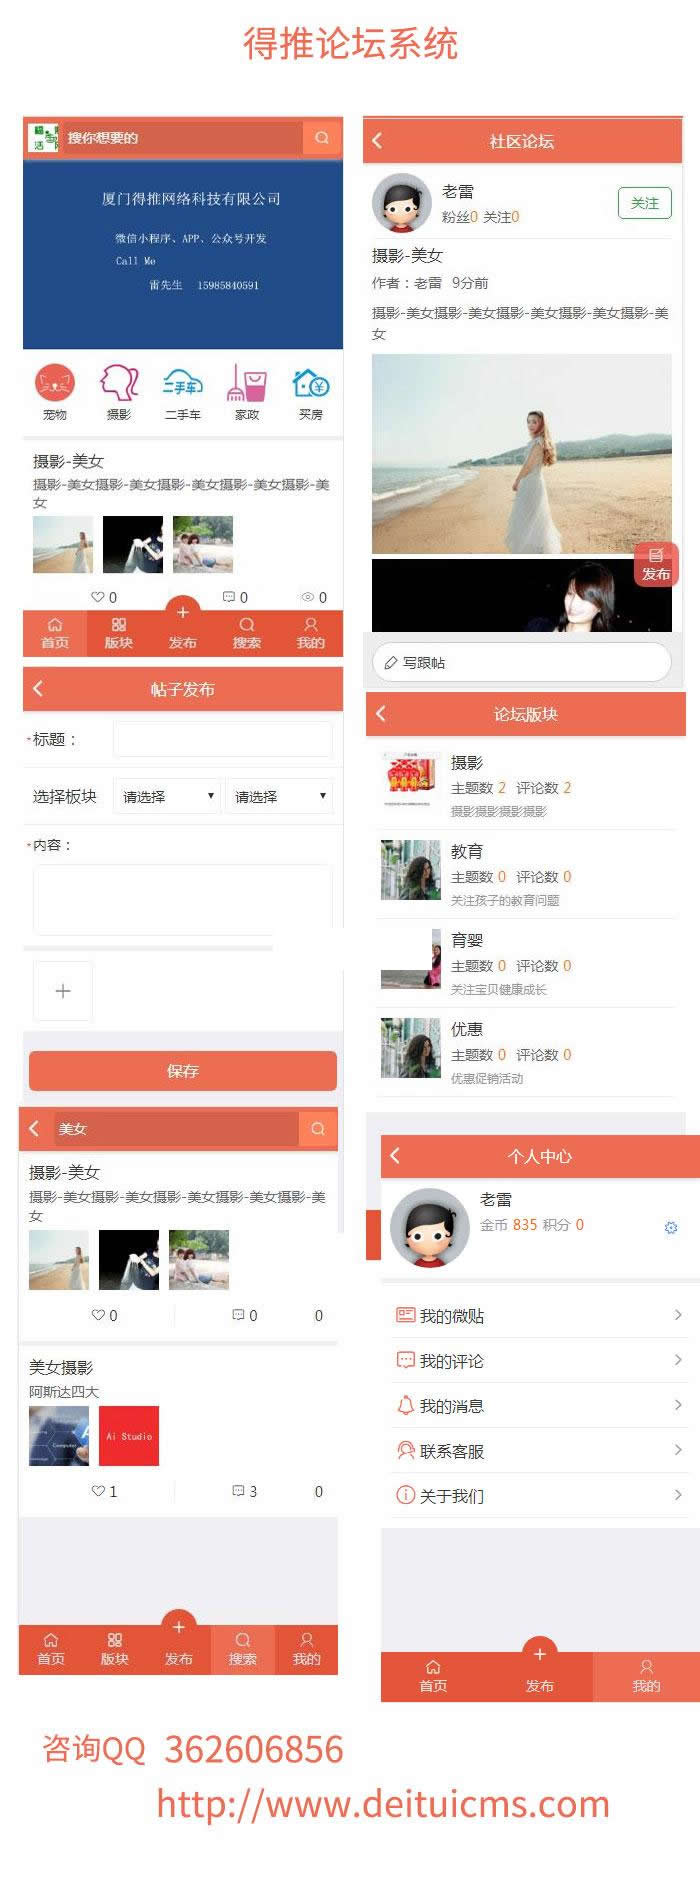 得推论坛系统
搜你想要的
厦门得推网络科技有限公司
微信小程序、APP、公众号开发
Call Me
雷先生 15985840591
宠物 摄影 二手车 家政 买房
摄影-美女
摄影-美女摄影-美女摄影-美女摄影-美女摄影-美
女
0 0 0
首页 版块 发布 搜索 我的
社区论坛
老雷
粉丝0 关注0
关注
摄影-美女
作者：老雷 9分前
摄影-美女摄影-美女摄影-美女摄影-美女摄影-美
女
发布
写跟帖
帖子发布
*标题：
选择板块 请选择 请选择
*内容：
保存
论坛版块
摄影
主题数 2 评论数 2
摄影摄影摄影摄影
教育
主题数 0 评论数 0
关注孩子的教育问题
育婴
主题数 0 评论数 0
关注宝贝健康成长
优惠
主题数 0 评论数 0
优惠促销活动
美女
摄影-美女
摄影-美女摄影-美女摄影-美女摄影-美女摄影-美
女
0 0 0
美女摄影
阿斯达四大
Computer
Ai Studio
1 3 0
首页 版块 发布 搜索 我的
个人中心
老雷
金币 835 积分 0
我的微贴
我的评论
我的消息
联系客服
关于我们
首页 发布 我的
咨询QQ 362606856
http://www.deituicms.com